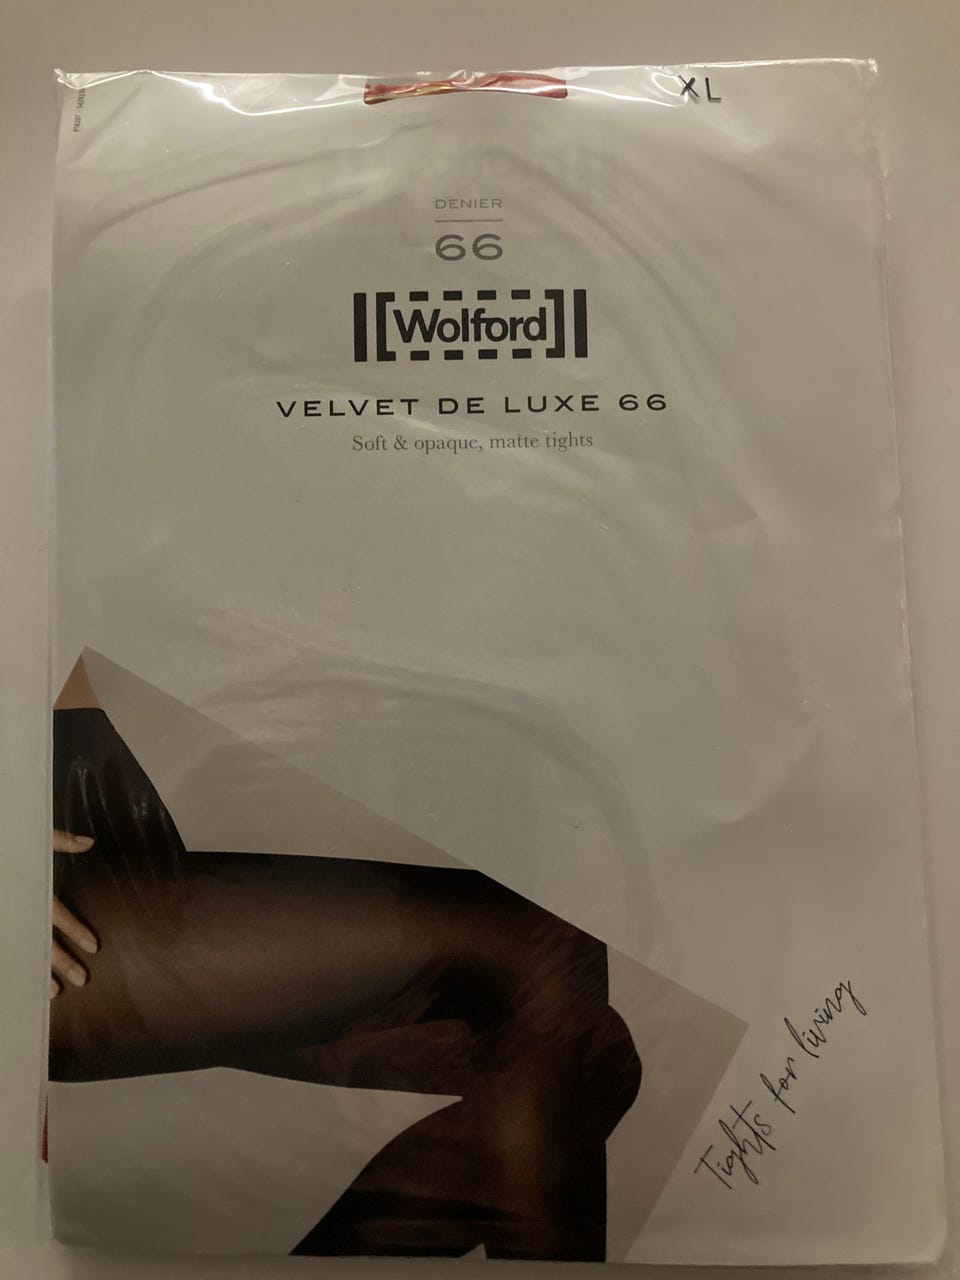 XL
DENIER
66
Wolford
VELVET DE LUXE 66
Soft & opaque, matte tights
Tights for living